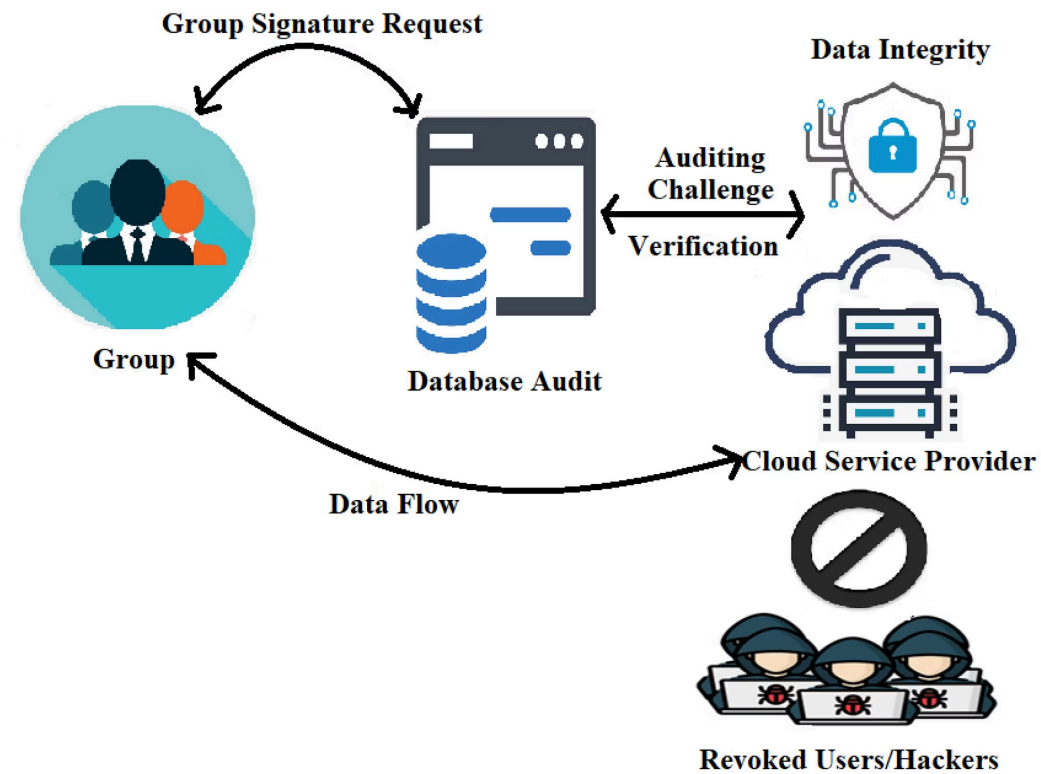 Group Signature Request
Data Integrity
Auditing
Challenge
Verification
Group
Database Audit
Cloud Service Provider
Data Flow
Revoked Users/Hackers